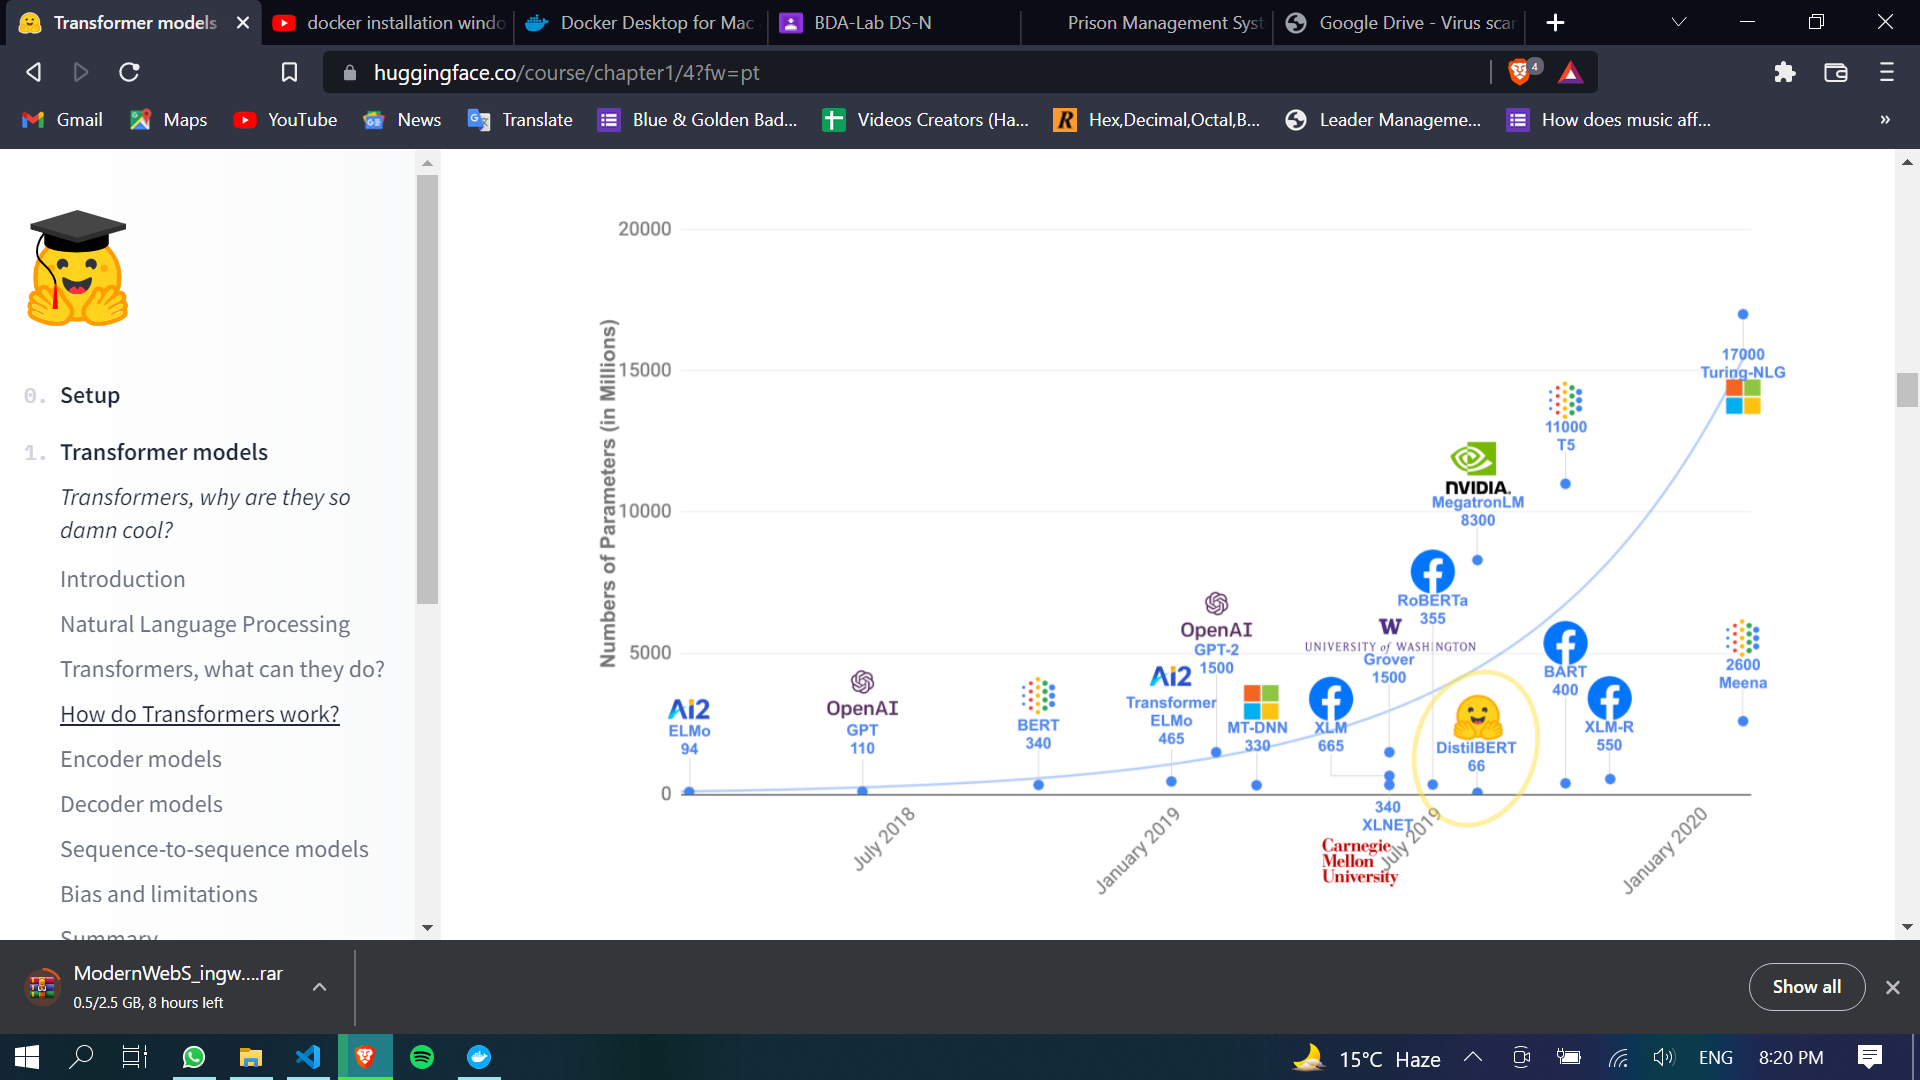 Transformer models
docker installation windo
Docker Desktop for Mac
BDA-Lab DS-N
Prison Management Syst
Google Drive - Virus scan
huggingface.co/course/chapter1/4?fw=pt
4
Gmail
Maps
YouTube
News
Translate
Blue & Golden Bad...
Videos Creators (Ha...
Hex,Decimal,Octal,B...
Leader Manageme...
How does music aff...
»
0. Setup
1. Transformer models
Transformers, why are they so
damn cool?
Introduction
Natural Language Processing
Transformers, what can they do?
How do Transformers work?
Encoder models
Decoder models
Sequence-to-sequence models
Bias and limitations
Summary
Numbers of Parameters (in Millions)
20000
15000
10000
5000
0
July 2018
January 2019
July 2019
January 2020
Ai2
ELMo
94
OpenAI
GPT
110
BERT
340
Ai2
Transformer
ELMo
465
OpenAI
GPT-2
1500
MT-DNN
330
XLM
665
W
UNIVERSITY of WASHINGTON
Grover
1500
340
XLNET
Carnegie
Mellon
University
RoBERTa
355
NVIDIA.
MegatronLM
8300
DistilBERT
66
11000
T5
BART
400
XLM-R
550
17000
Turing-NLG
2600
Meena
ModernWebS_ingw....rar
0.5/2.5 GB, 8 hours left
Show all
15°C Haze
ENG
8:20 PM